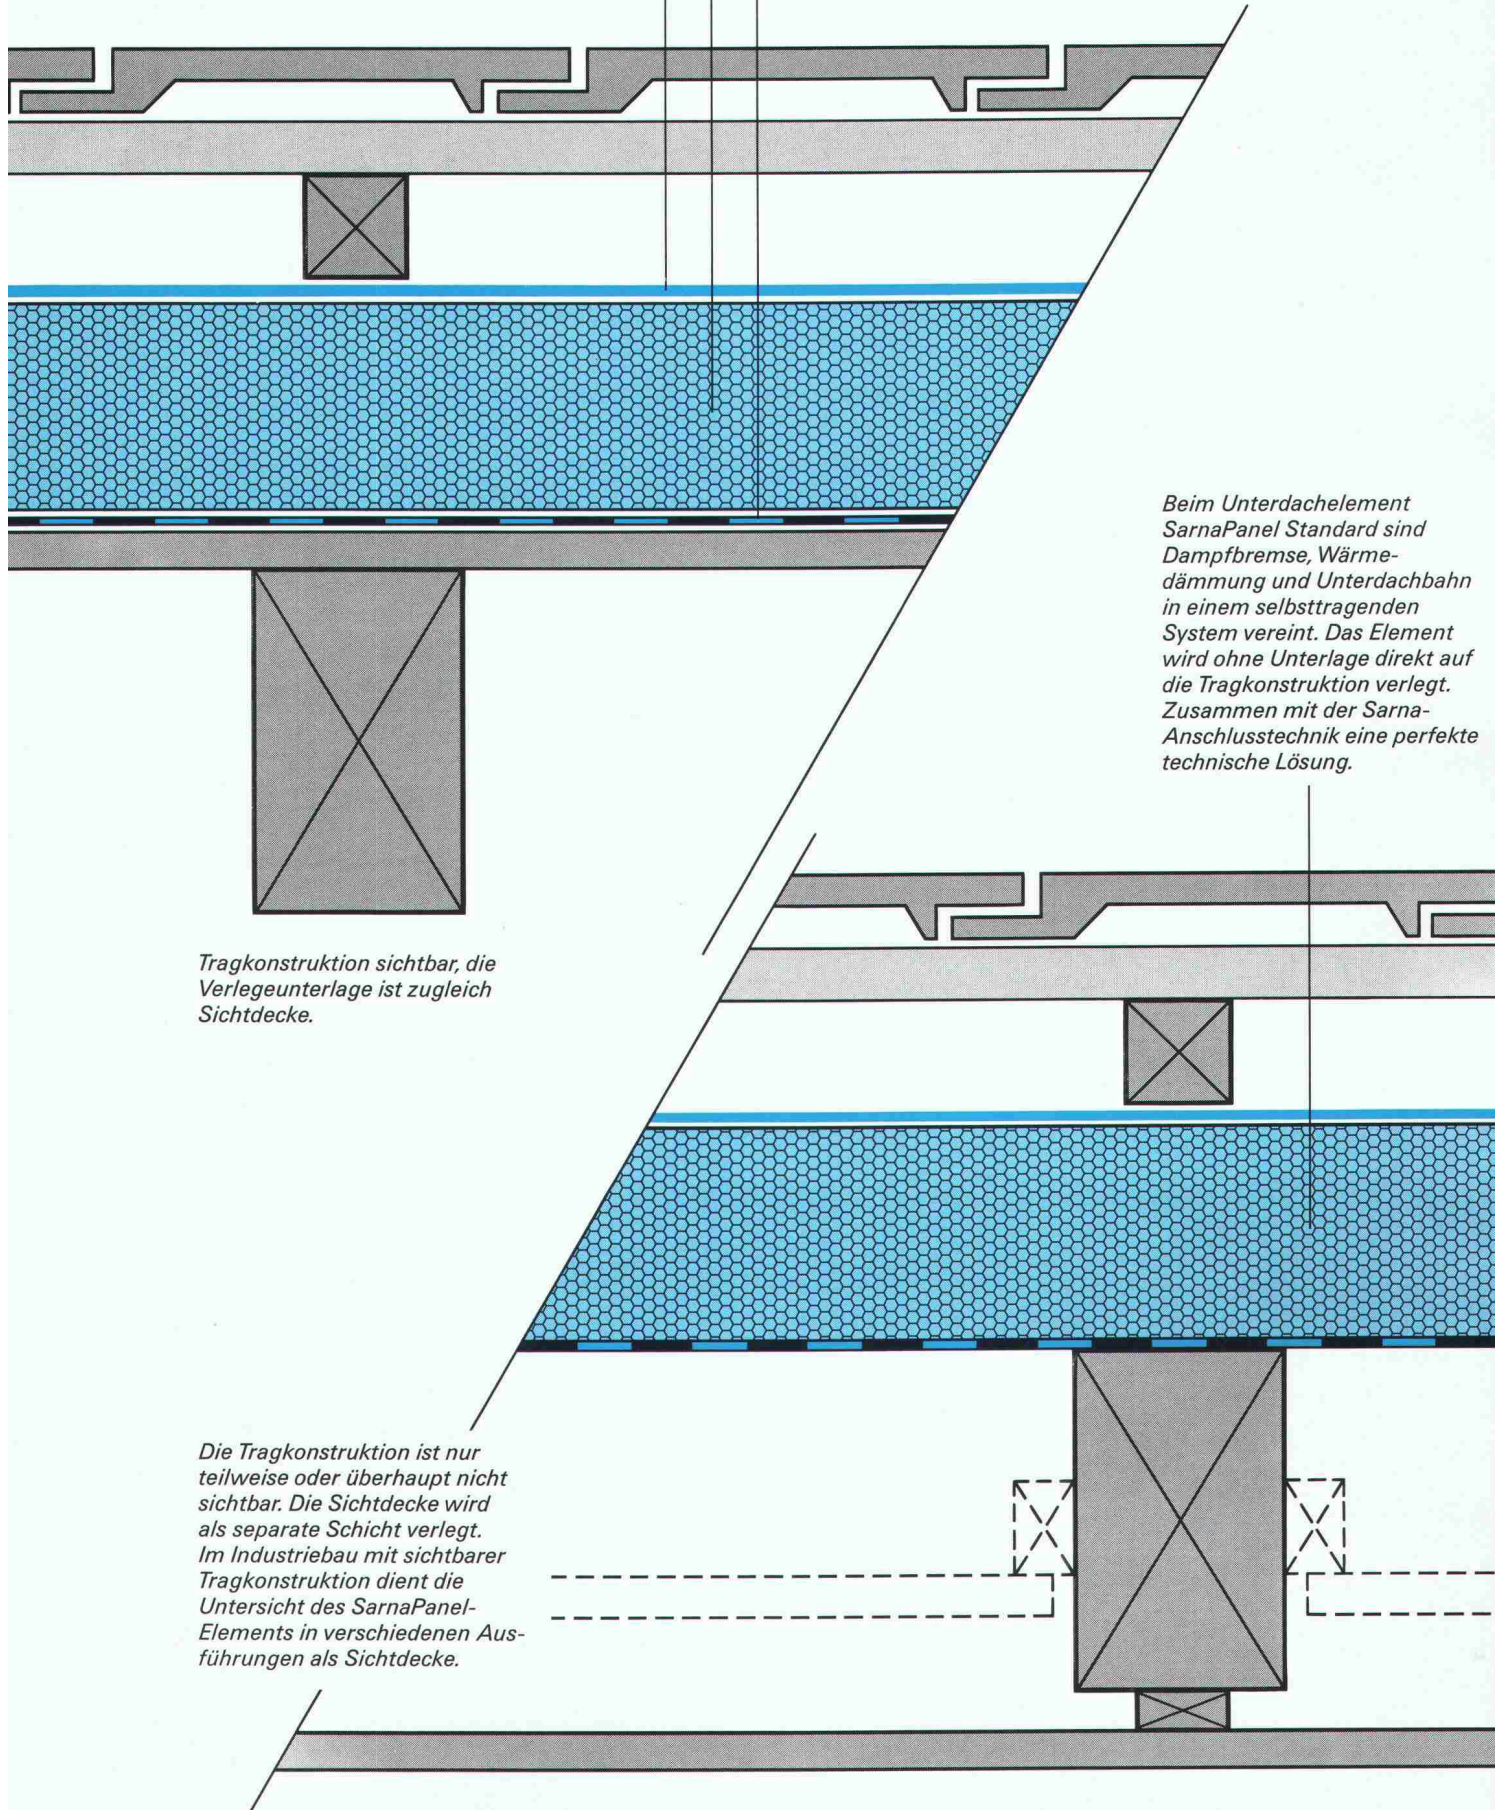 Beim Unterdachelement
SarnaPanel Standard sind
Dampfbremse, Wärme-
dämmung und Unterdachbahn
in einem selbsttragenden
System vereint. Das Element
wird ohne Unterlage direkt auf
die Tragkonstruktion verlegt.
Zusammen mit der Sarna-
Anschlusstechnik eine perfekte
technische Lösung.
Tragkonstruktion sichtbar, die
Verlegeunterlage ist zugleich
Sichtdecke.
Die Tragkonstruktion ist nur
teilweise oder überhaupt nicht
sichtbar. Die Sichtdecke wird
als separate Schicht verlegt.
Im Industriebau mit sichtbarer
Tragkonstruktion dient die
Untersicht des SarnaPanel-
Elements in verschiedenen Aus-
führungen als Sichtdecke.